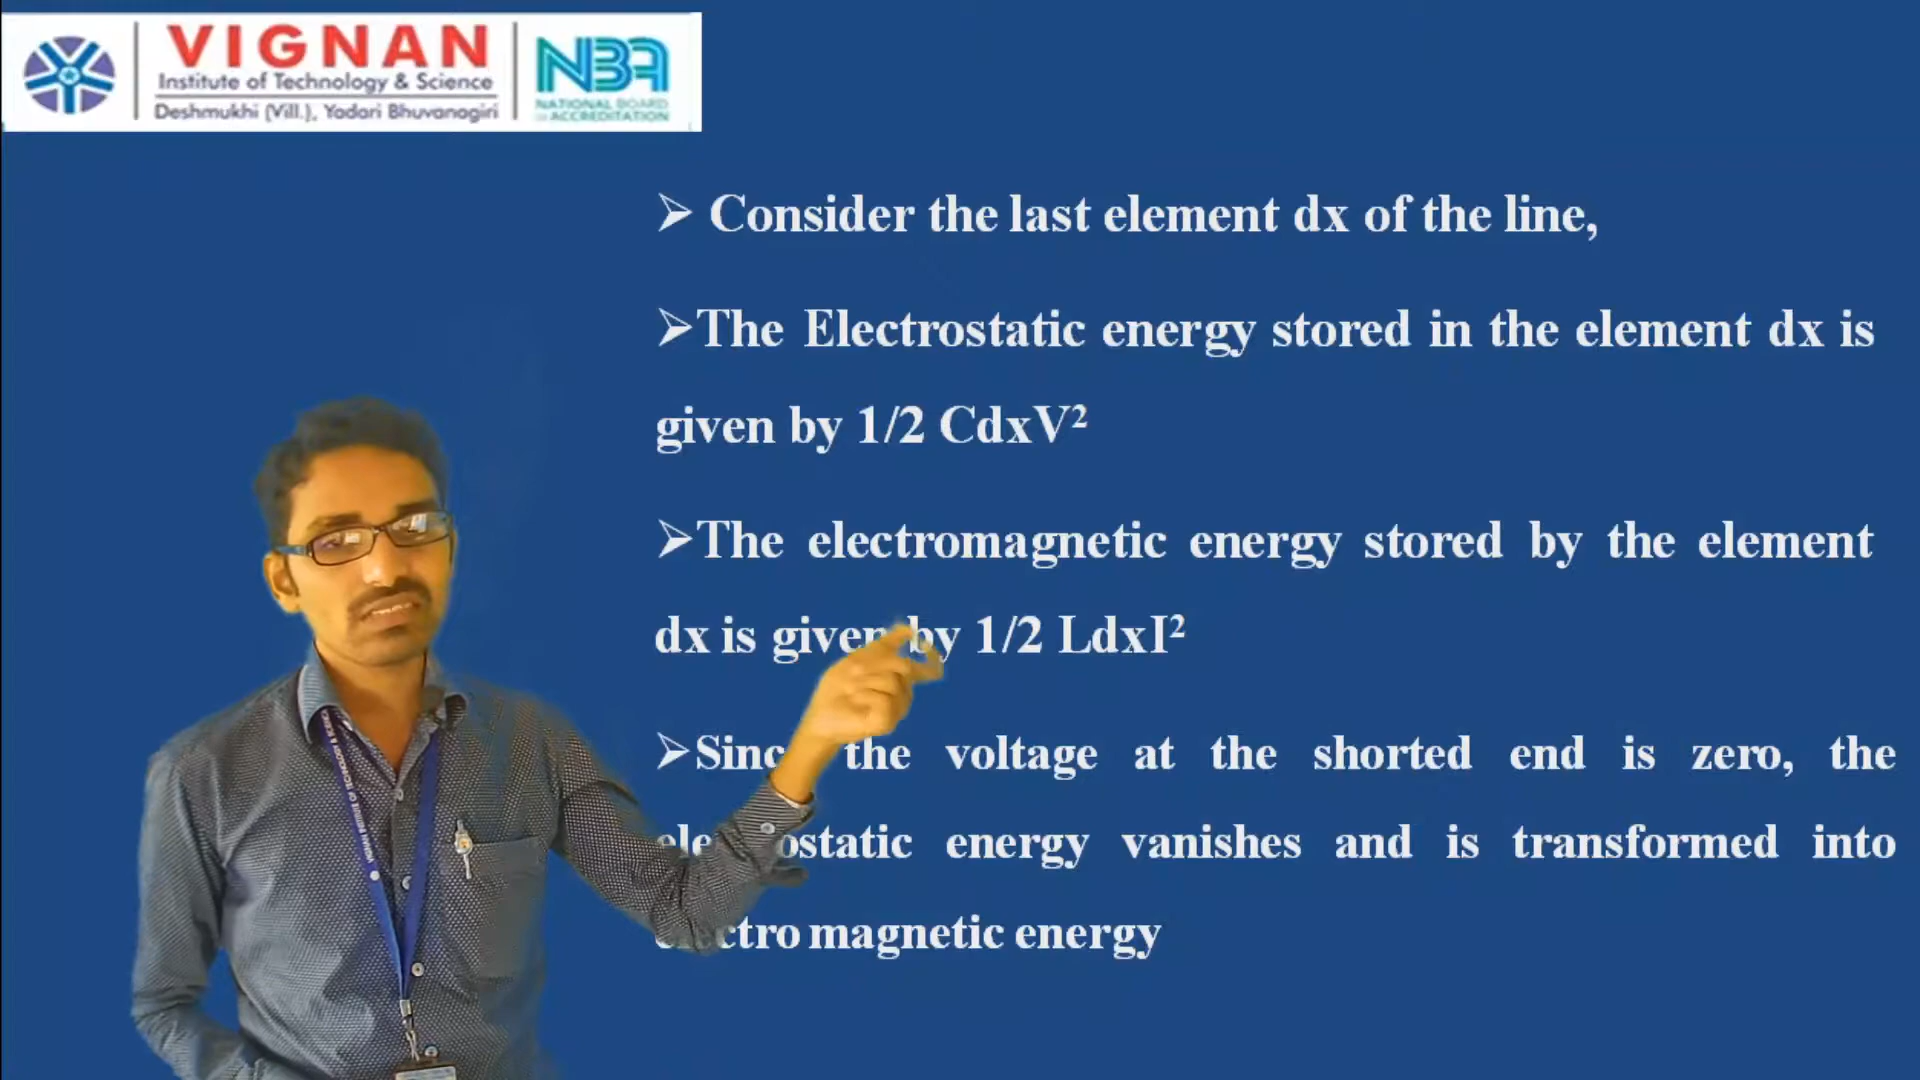 VIGNAN
Institute of Technology & Science
Deshmukhi (Vill.), Yadari Bhuvanagiri
NBA
NATIONAL BOARD
OF ACCREDITATION
➢ Consider the last element dx of the line,
➢The Electrostatic energy stored in the element dx is
given by 1/2 CdxV²
➢The electromagnetic energy stored by the element
dx is given by 1/2 LdxI²
➢Since the voltage at the shorted end is zero, the
electrostatic energy vanishes and is transformed into
electro magnetic energy